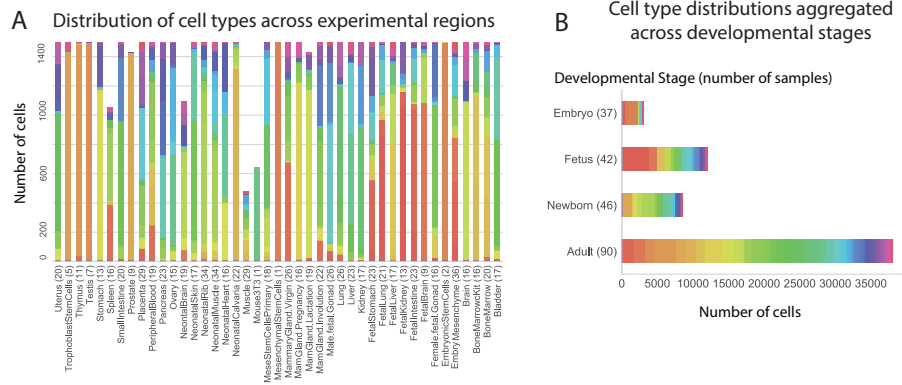 A Distribution of cell types across experimental regions
Number of cells
1400
1000
600
200
0
Uterus (20)
TrophoblastStemCells (5)
Thymus (11)
Testis (7)
Stomach (13)
Spleen (16)
SmallIntestine (20)
Prostate (9)
Placenta (29)
PeripheralBlood (19)
Pancreas (23)
Ovary (15)
NeonatalBrain(19)
NeonatalSkin (17)
NeonatalRib (34)
NeonatalMuscle (34)
NeonatalHeart (16)
NeonatalCalvaria (22)
Muscle (29)
Mouse3T3 (1)
MeseStemCellsPrimary (18)
MesenchymalStemCells (1)
MammaryGland.Virgin (26)
MamGland.Pregnancy (16)
MamGland.Lactation (19)
MamGland.Involution (22)
Male.fetal.Gonad (26)
Lung (26)
Liver (23)
Kidney (17)
FetalStomach (23)
FetalLung (21)
FetalLiver (17)
FetalKidney (13)
FetalIntestine (23)
FetalBrain (9)
Female.fetal.Gonad (16)
EmbryonicStemCells (2)
Embry.Mesenchyme (36)
Brain (16)
BoneMarrowcKit (16)
BoneMarrow (20)
Bladder (17)
B Cell type distributions aggregated
across developmental stages
Developmental Stage (number of samples)
Embryo (37)
Fetus (42)
Newborn (46)
Adult (90)
0 5000 10000 15000 20000 25000 30000 35000
Number of cells